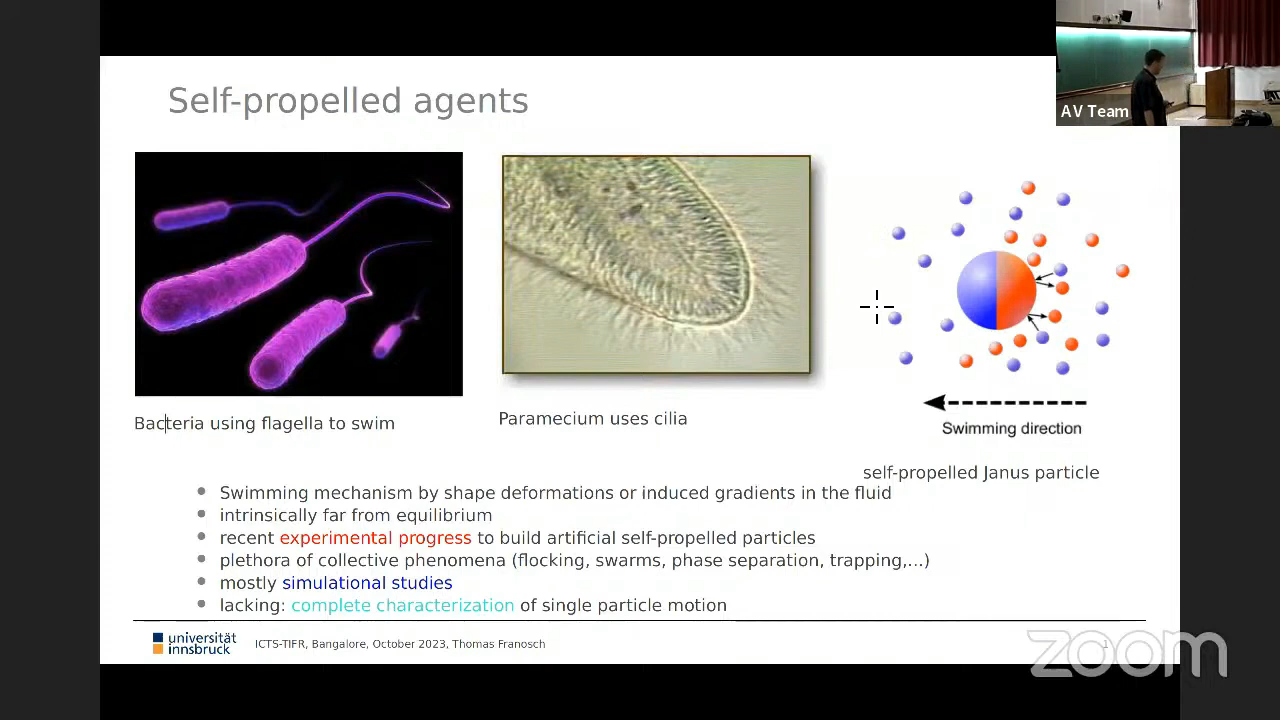 Self-propelled agents
AV Team
Bacteria using flagella to swim
Paramecium uses cilia
Swimming direction
self-propelled Janus particle
Swimming mechanism by shape deformations or induced gradients in the fluid
intrinsically far from equilibrium
recent experimental progress to build artificial self-propelled particles
plethora of collective phenomena (flocking, swarms, phase separation, trapping,...)
mostly simulational studies
lacking: complete characterization of single particle motion
universität
innsbruck
ICTS-TIFR, Bangalore, October 2023, Thomas Franosch
1
zoom